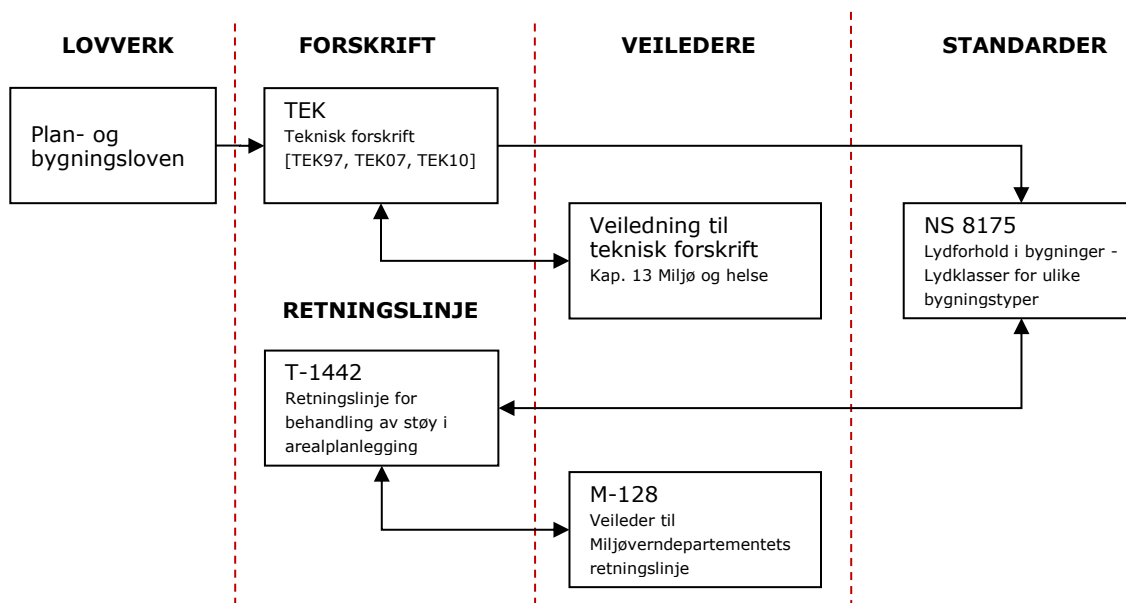 LOVVERK
FORSKRIFT
VEILEDERE
STANDARDER
Plan- og
bygningsloven
TEK
Teknisk forskrift
[TEK97, TEK07, TEK10]
Veiledning til
teknisk forskrift
Kap. 13 Miljø og helse
NS 8175
Lydforhold i bygninger -
Lydklasser for ulike
bygningstyper
RETNINGSLINJE
T-1442
Retningslinje for
behandling av støy i
arealplanlegging
M-128
Veileder til
Miljøverndepartementets
retningslinje